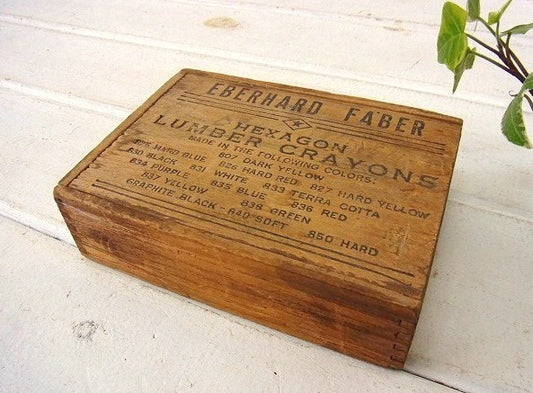 EBERHARD FABER
HEXAGON
LUMBER CRAYONS
MADE IN THE FOLLOWING COLORS.
HARD BLUE 807 DARK YELLOW 827 HARD YELLOW
830 BLACK 831 WHITE 826 HARD RED
834 PURPLE 835 BLUE 833 TERRA COTTA
837 YELLOW 838 GREEN 836 RED
GRAPHITE BLACK - 840 SOFT 850 HARD